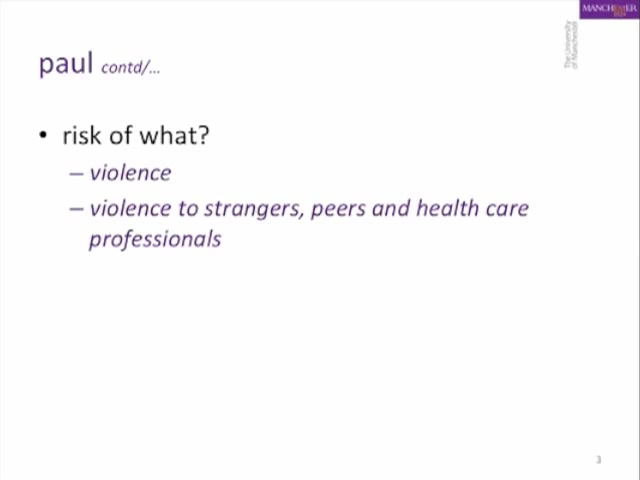 MANCHESTER
1824
The University
of Manchester
paul contd/...
• risk of what?
– violence
– violence to strangers, peers and health care
professionals
3